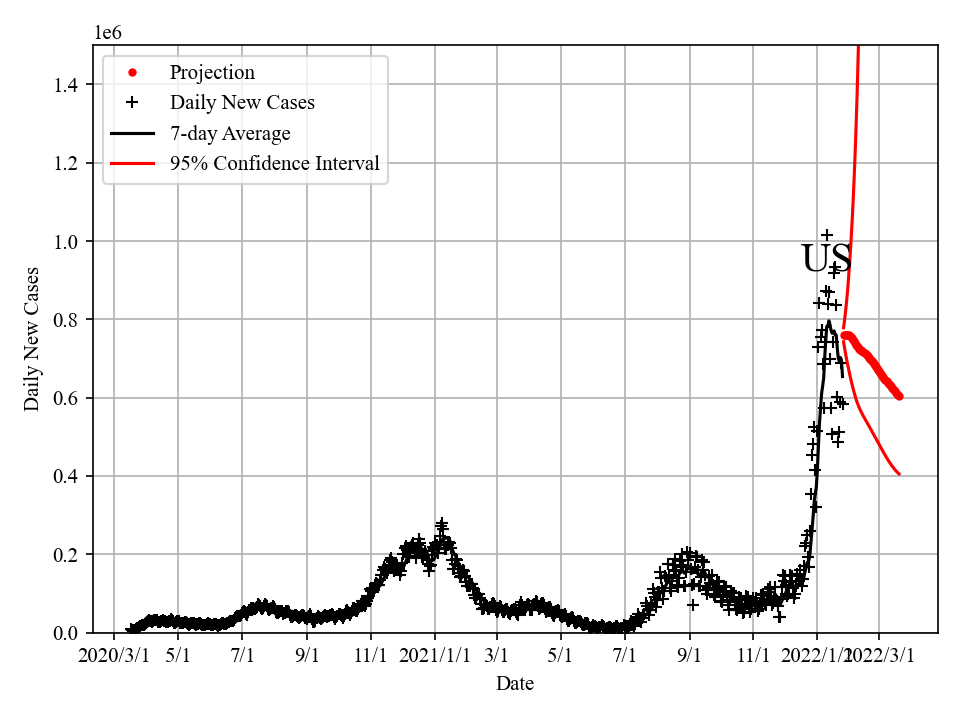 1e6
1.4
1.2
1.0
0.8
0.6
0.4
0.2
0.0
Daily New Cases
Projection
Daily New Cases
7-day Average
95% Confidence Interval
US
2020/3/1 5/1 7/1 9/1 11/1 2021/1/1 3/1 5/1 7/1 9/1 11/1 2022/1/1 2022/3/1
Date